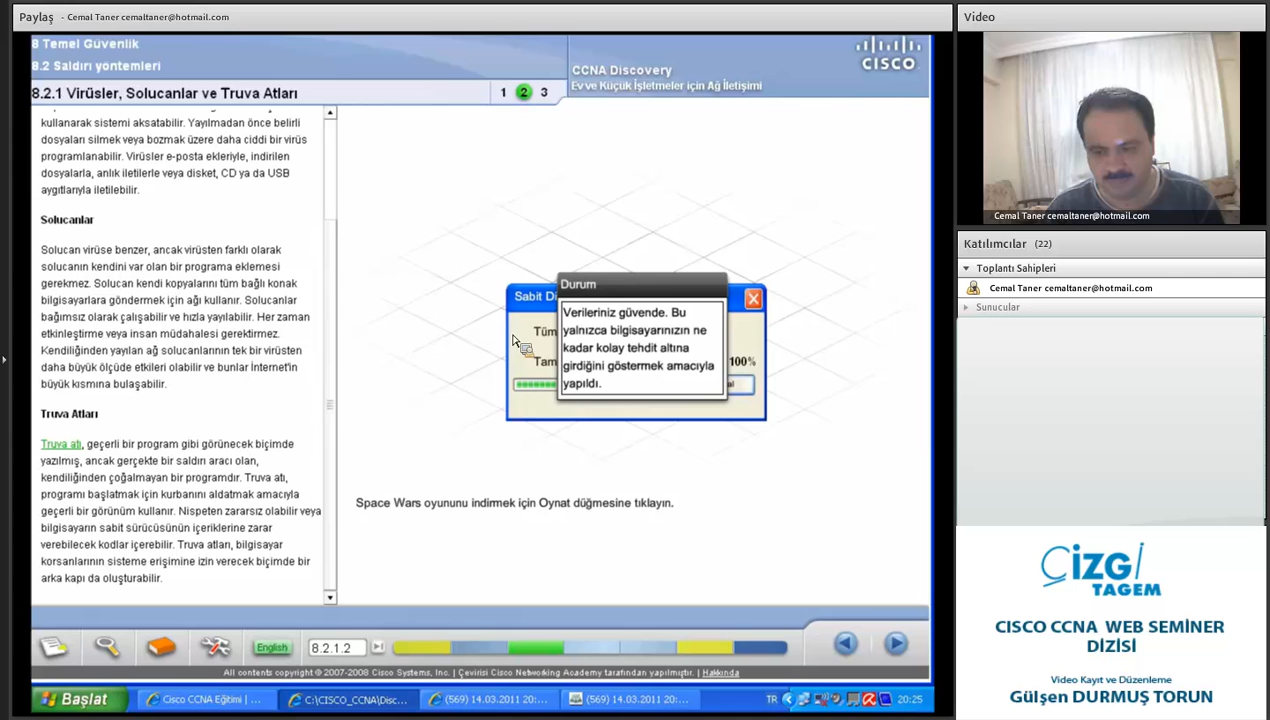 Paylaş - Cemal Taner cemaltaner@hotmail.com
8 Temel Güvenlik
8.2 Saldırı yöntemleri
8.2.1 Virüsler, Solucanlar ve Truva Atları
1 2 3
CISCO
CCNA Discovery
Ev ve Küçük İşletmeler için Ağ İletişimi
kullanarak sistemi aksatabilir. Yayılmadan önce belirli
dosyaları silmek veya bozmak üzere daha ciddi bir virüs
programlanabilir. Virüsler e-posta ekleriyle, indirilen
dosyalarla, anlık iletilerle veya disket, CD ya da USB
aygıtlarıyla iletilebilir.
Solucanlar
Solucan virüse benzer, ancak virüsten farklı olarak
solucanın kendini var olan bir programa eklemesi
gerekmez. Solucan kendi kopyalarını tüm bağlı konak
bilgisayarlara göndermek için ağı kullanır. Solucanlar
bağımsız olarak çalışabilir ve hızla yayılabilir. Her zaman
etkinleştirme veya insan müdahalesi gerektirmez.
Kendiliğinden yayılan ağ solucanlarının tek bir virüsten
daha büyük ölçüde etkileri olabilir ve bunlar İnternet'in
büyük kısmına bulaşabilir.
Truva Atları
Truva atı, geçerli bir program gibi görünecek biçimde
yazılmış, ancak gerçekte bir saldırı aracı olan,
kendiliğinden çoğalmayan bir programdır. Truva atı,
programı başlatmak için kurbanını aldatmak amacıyla
geçerli bir görünüm kullanır. Nispeten zararsız olabilir veya
bilgisayarın sabit sürücüsünün içeriklerine zarar
verebilecek kodlar içerebilir. Truva atları, bilgisayar
korsanlarının sisteme erişimine izin verecek biçimde bir
arka kapı da oluşturabilir.
Sabit Di
Tüm
Tam
100%
al
Durum
Verileriniz güvende. Bu
yalnızca bilgisayarınızın ne
kadar kolay tehdit altına
girdiğini göstermek amacıyla
yapıldı.
Space Wars oyununu indirmek için Oynat düğmesine tıklayın.
English
8.2.1.2
All contents copyright © 2007-2008 Cisco Systems, Inc. | Çevirisi Cisco Networking Academy tarafından yapılmıştır. | Hakkında
Başlat
Cisco CCNA Eğitimi | ...
C:\CISCO_CCNA\Disc...
(569) 14.03.2011 20:...
(569) 14.03.2011 20:...
TR
20:25
Video
Cemal Taner cemaltaner@hotmail.com
Katılımcılar (22)
Toplantı Sahipleri
Cemal Taner cemaltaner@hotmail.com
Sunucular
ÇİZGİ
TAGEM
CISCO CCNA WEB SEMİNER
DİZİSİ
Video Kayıt ve Düzenleme
Gülşen DURMUŞ TORUN